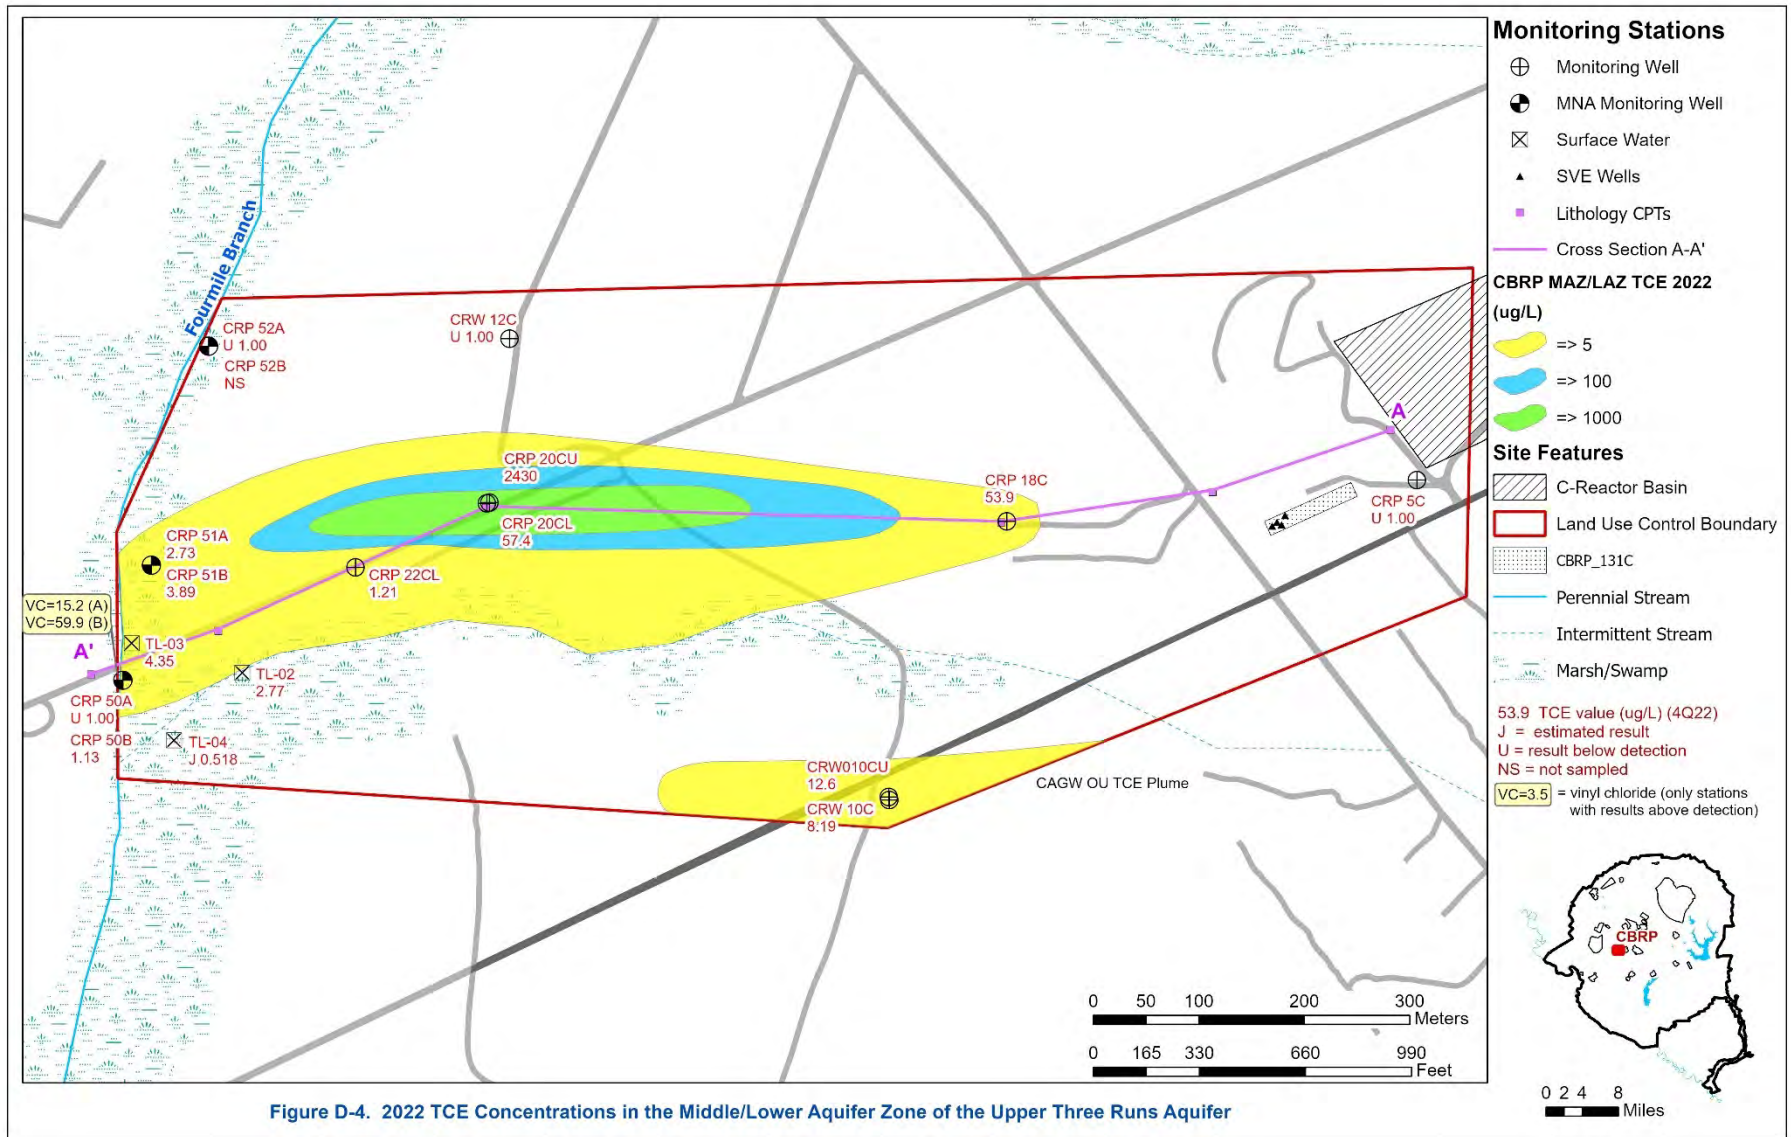 Fourmile Branch
CRP 52A
U 1.00
CRP 52B
NS
CRW 12C
U 1.00
CRP 20CU
2430
CRP 20CL
57.4
CRP 18C
53.9
A
CRP 5C
U 1.00
CRP 51A
2.73
CRP 51B
3.89
CRP 22CL
1.21
VC=15.2 (A)
VC=59.9 (B)
TL-03
4.35
A'
TL-02
2.77
CRP 50A
U 1.00
CRP 50B
1.13
TL-04
J 0.518
CRW010CU
12.6
CRW 10C
8.19
CAGW OU TCE Plume
0 50 100 200 300
Meters
0 165 330 660 990
Feet
Monitoring Stations
Monitoring Well
MNA Monitoring Well
Surface Water
SVE Wells
Lithology CPTs
Cross Section A-A'
CBRP MAZ/LAZ TCE 2022
(ug/L)
=> 5
=> 100
=> 1000
Site Features
C-Reactor Basin
Land Use Control Boundary
CBRP_131C
Perennial Stream
Intermittent Stream
Marsh/Swamp
53.9 TCE value (ug/L) (4Q22)
J = estimated result
U = result below detection
NS = not sampled
VC=3.5 = vinyl chloride (only stations
with results above detection)
CBRP
0 2 4 8
Miles
Figure D-4. 2022 TCE Concentrations in the Middle/Lower Aquifer Zone of the Upper Three Runs Aquifer